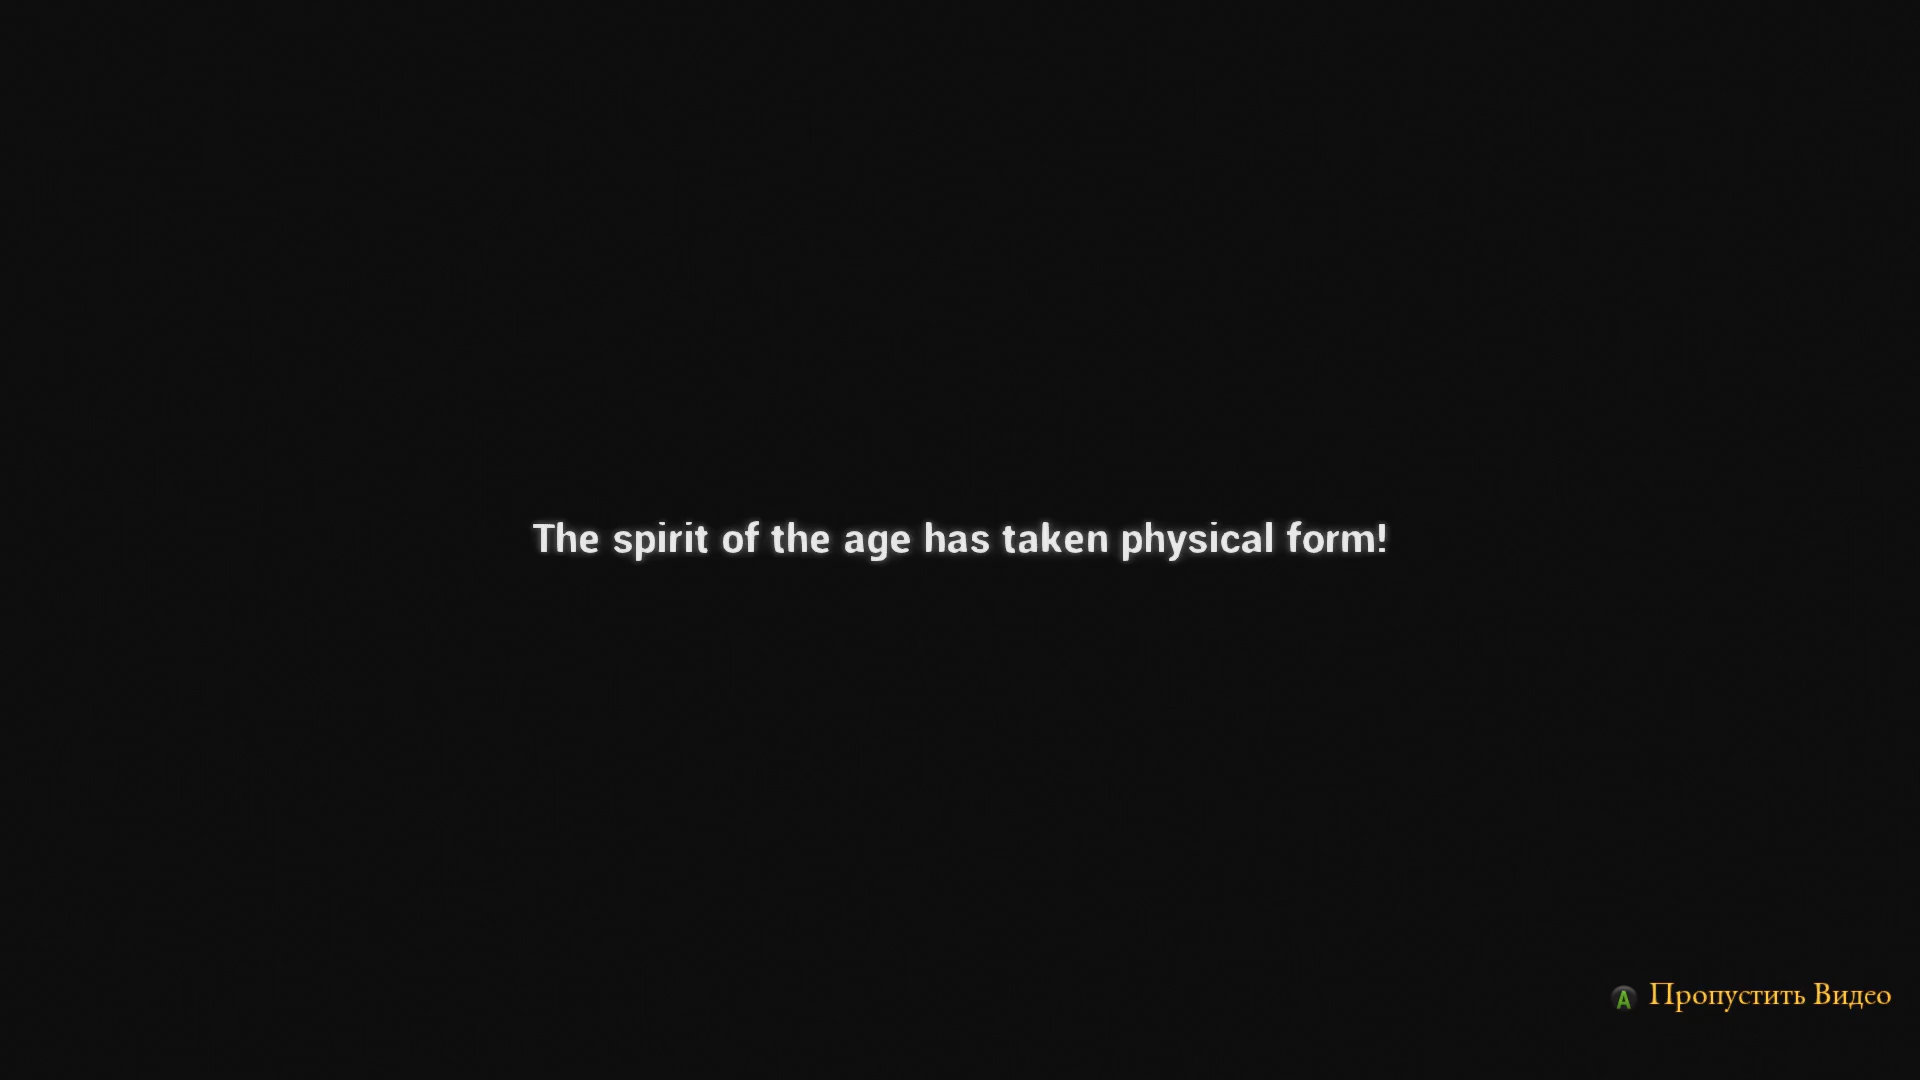 The spirit of the age has taken physical form!
A Пропустить Видео